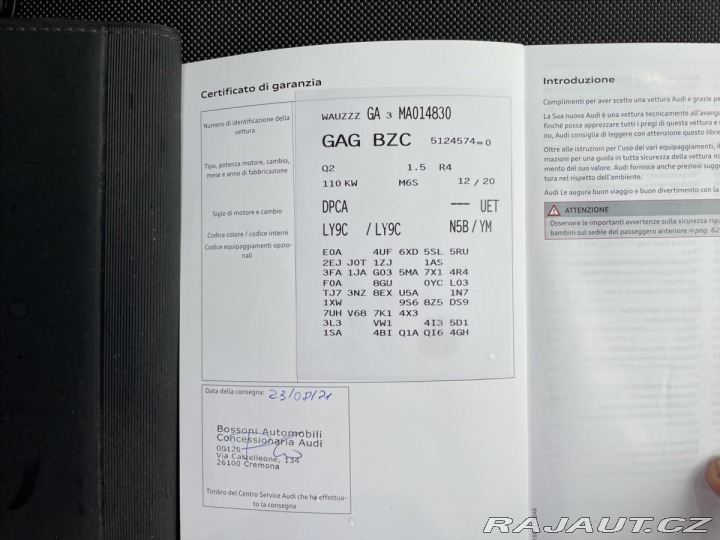 Certificato di garanzia
Numero di identificazione della
vettura
Tipo, potenza motore, cambio,
mese e anno di fabbricazione
Sigle di motore e cambio
Codice colore / codice interni
Codice equipaggiamenti opzio-
nali
WAUZZZ GA 3 MA014830
GAG BZC 5124574=0
Q2 1.5 R4
110 KW M6S 12 / 20
DPCA --- UET
LY9C / LY9C N5B / YM
E0A 4UF 6XD 5SL 5RU
2EJ J0T 1ZJ 1AS
3FA 1JA G03 5MA 7X1 4R4
F0A 8GU 0YC L03
TJ7 3NZ 8EX U5A 1N7
1XW 9S6 8Z5 DS9
7UH V68 7K1 4X3
3L3 VW1 4I3 5D1
1SA 4BI Q1A QI6 4GH
Data della consegna: 23/08/21
Bossoni Automobili
Concessionaria Audi
00120
Via Castelleone, 134
26100 Cremona
Timbro del Centro Service Audi che ha effettua-
to la consegna
Introduzione
Complimenti per aver scelto una vettura Audi e grazie pe
La Sua nuova Audi è una vettura tecnicamente all'avang
finché possa apprezzare tutti i pregi di questa vettura e
no, Audi consiglia di leggere con attenzione questo libre
Oltre alle istruzioni per l'uso dei vari equipaggiamenti, il
mazioni per una guida in tutta sicurezza della vettura no
mento del suo valore. Audi fornisce anche preziosi sugge
tura nel rispetto dell'ambiente.
Audi Le augura buon viaggio e buon divertimento con la
ATTENZIONE
Osservare le importanti avvertenze sulla sicurezza rigu
bambini sul sedile del passeggero anteriore ⇨ pag. 62
RAJAUT.CZ